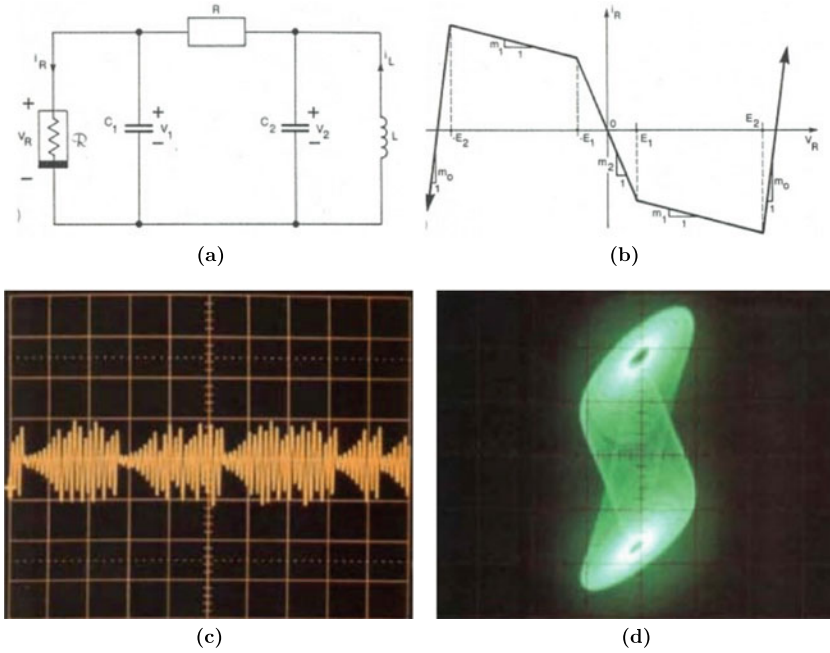 R
i_R
i_L
+
V_R
R
−
C_1
+
V_1
−
C_2
+
V_2
−
L
)
(a)
i_R
m_1
1
-E_2
-E_1
0
E_1
E_2
V_R
m_0
1
m_2
1
m_1
1
m_0
1
(b)
(c)
(d)